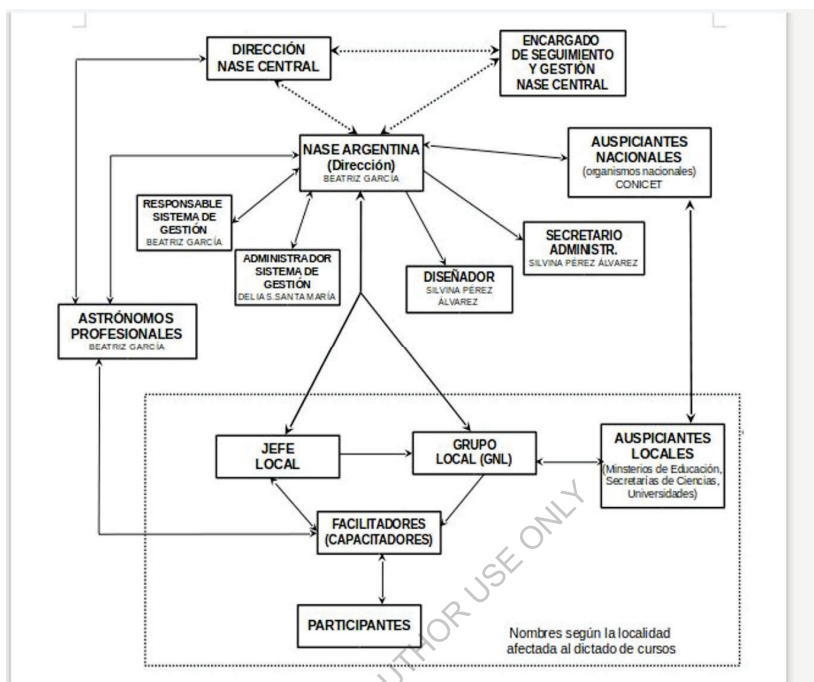 DIRECCIÓN
NASE CENTRAL
ENCARGADO
DE SEGUIMIENTO
Y GESTIÓN
NASE CENTRAL
NASE ARGENTINA
(Dirección)
BEATRIZ GARCÍA
AUSPICIANTES
NACIONALES
(organismos nacionales)
CONICET
RESPONSABLE
SISTEMA DE
GESTIÓN
BEATRIZ GARCÍA
ADMINISTRADOR
SISTEMA DE
GESTIÓN
DELIA S. SANTA MARÍA
DISEÑADOR
SILVINA PÉREZ
ÁLVAREZ
SECRETARIO
ADMINISTR.
SILVINA PÉREZ ÁLVAREZ
ASTRÓNOMOS
PROFESIONALES
BEATRIZ GARCÍA
JEFE
LOCAL
GRUPO
LOCAL (GNL)
AUSPICIANTES
LOCALES
(Minsterios de Educación,
Secretarías de Ciencias,
Universidades)
FACILITADORES
(CAPACITADORES)
PARTICIPANTES
Nombres según la localidad
afectada al dictado de cursos
AUTHOR USE ONLY